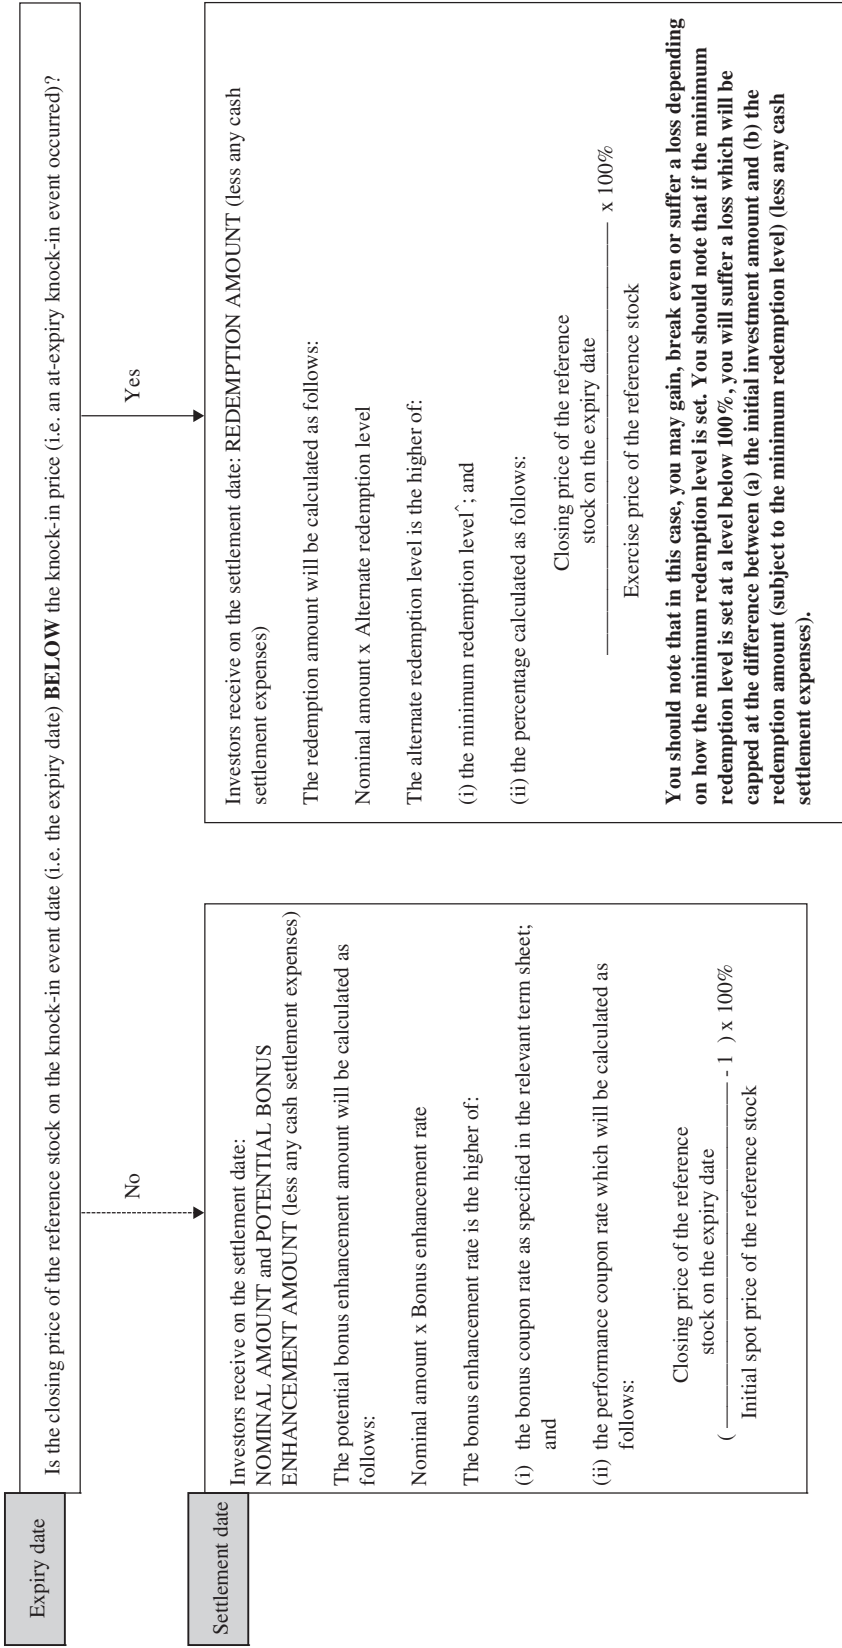 Expiry date
Is the closing price of the reference stock on the knock-in event date (i.e. the expiry date) BELOW the knock-in price (i.e. an at-expiry knock-in event occurred)?
No
Yes
Settlement date
Investors receive on the settlement date:
NOMINAL AMOUNT and POTENTIAL BONUS
ENHANCEMENT AMOUNT (less any cash settlement expenses)
The potential bonus enhancement amount will be calculated as
follows:
Nominal amount x Bonus enhancement rate
The bonus enhancement rate is the higher of:
(i) the bonus coupon rate as specified in the relevant term sheet;
and
(ii) the performance coupon rate which will be calculated as
follows:
Closing price of the reference
stock on the expiry date
( - 1 ) x 100%
Initial spot price of the reference stock
Investors receive on the settlement date: REDEMPTION AMOUNT (less any cash
settlement expenses)
The redemption amount will be calculated as follows:
Nominal amount x Alternate redemption level
The alternate redemption level is the higher of:
(i) the minimum redemption level^; and
(ii) the percentage calculated as follows:
Closing price of the reference
stock on the expiry date
x 100%
Exercise price of the reference stock
You should note that in this case, you may gain, break even or suffer a loss depending
on how the minimum redemption level is set. You should note that if the minimum
redemption level is set at a level below 100%, you will suffer a loss which will be
capped at the difference between (a) the initial investment amount and (b) the
redemption amount (subject to the minimum redemption level) (less any cash
settlement expenses).